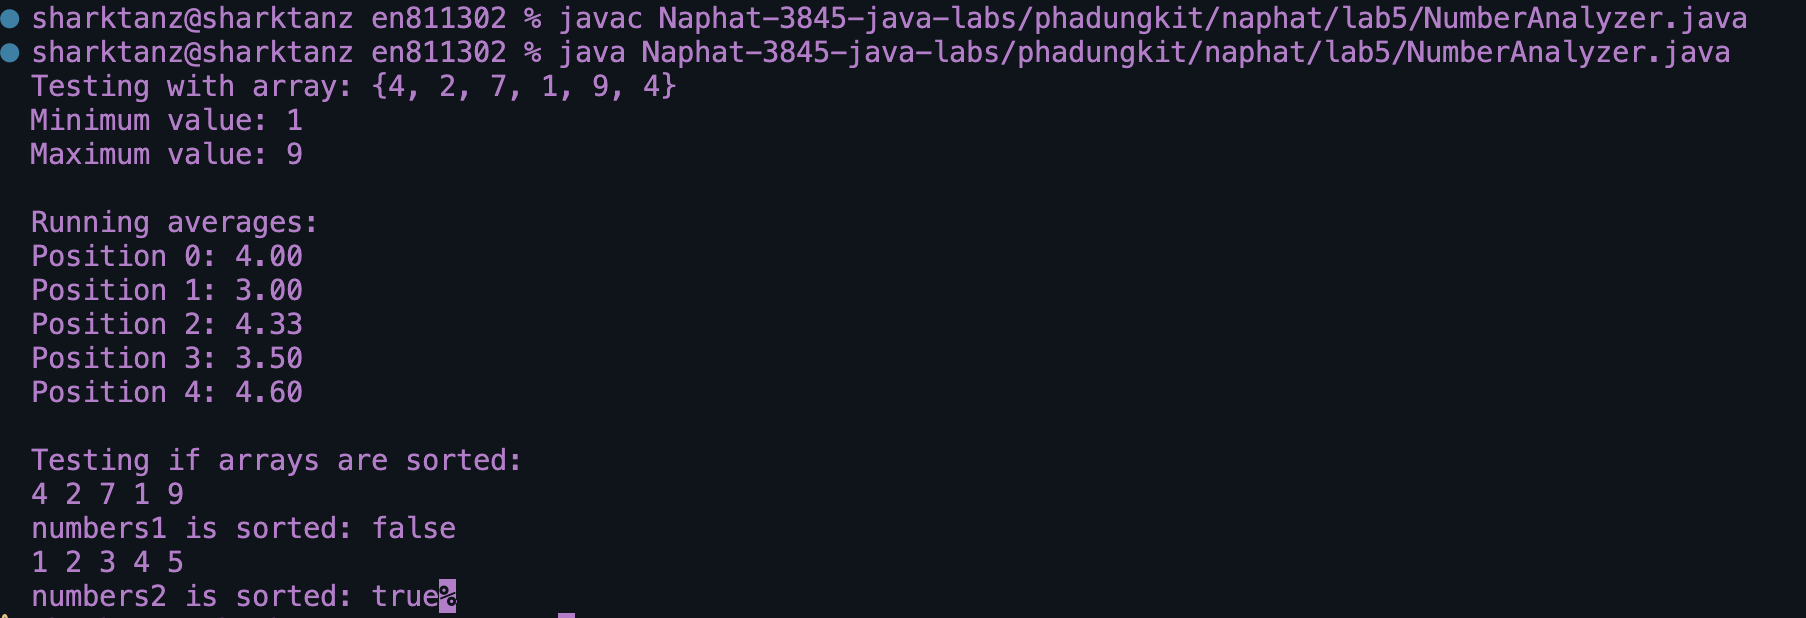 sharktanz@sharktanz en811302 % javac Naphat-3845-java-labs/phadungkit/naphat/lab5/NumberAnalyzer.java
sharktanz@sharktanz en811302 % java Naphat-3845-java-labs/phadungkit/naphat/lab5/NumberAnalyzer.java
Testing with array: {4, 2, 7, 1, 9, 4}
Minimum value: 1
Maximum value: 9
Running averages:
Position 0: 4.00
Position 1: 3.00
Position 2: 4.33
Position 3: 3.50
Position 4: 4.60
Testing if arrays are sorted:
4 2 7 1 9
numbers1 is sorted: false
1 2 3 4 5
numbers2 is sorted: true%